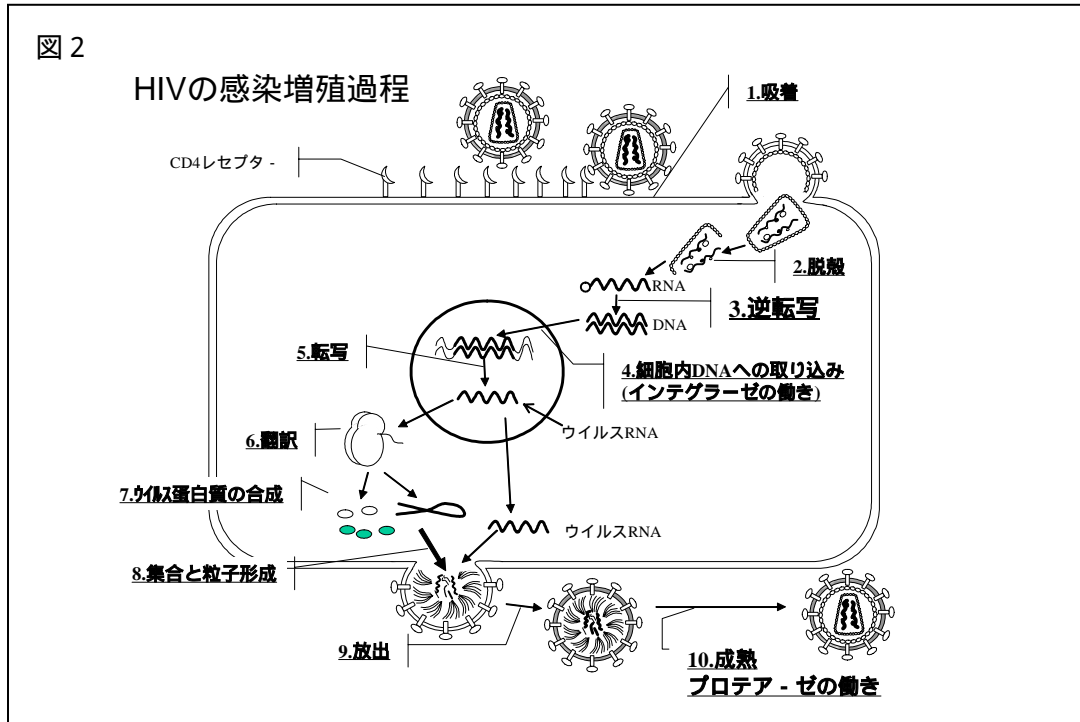 図 2
HIVの感染増殖過程
1.吸着
CD4レセプタ -
2.脱殻
RNA
3.逆転写
DNA
5.転写
4.細胞内DNAへの取り込み
(インテグラーゼの働き)
ウイルスRNA
6.翻訳
7.ウイルス蛋白質の合成
ウイルスRNA
8.集合と粒子形成
9.放出
10.成熟
プロテア - ゼの働き